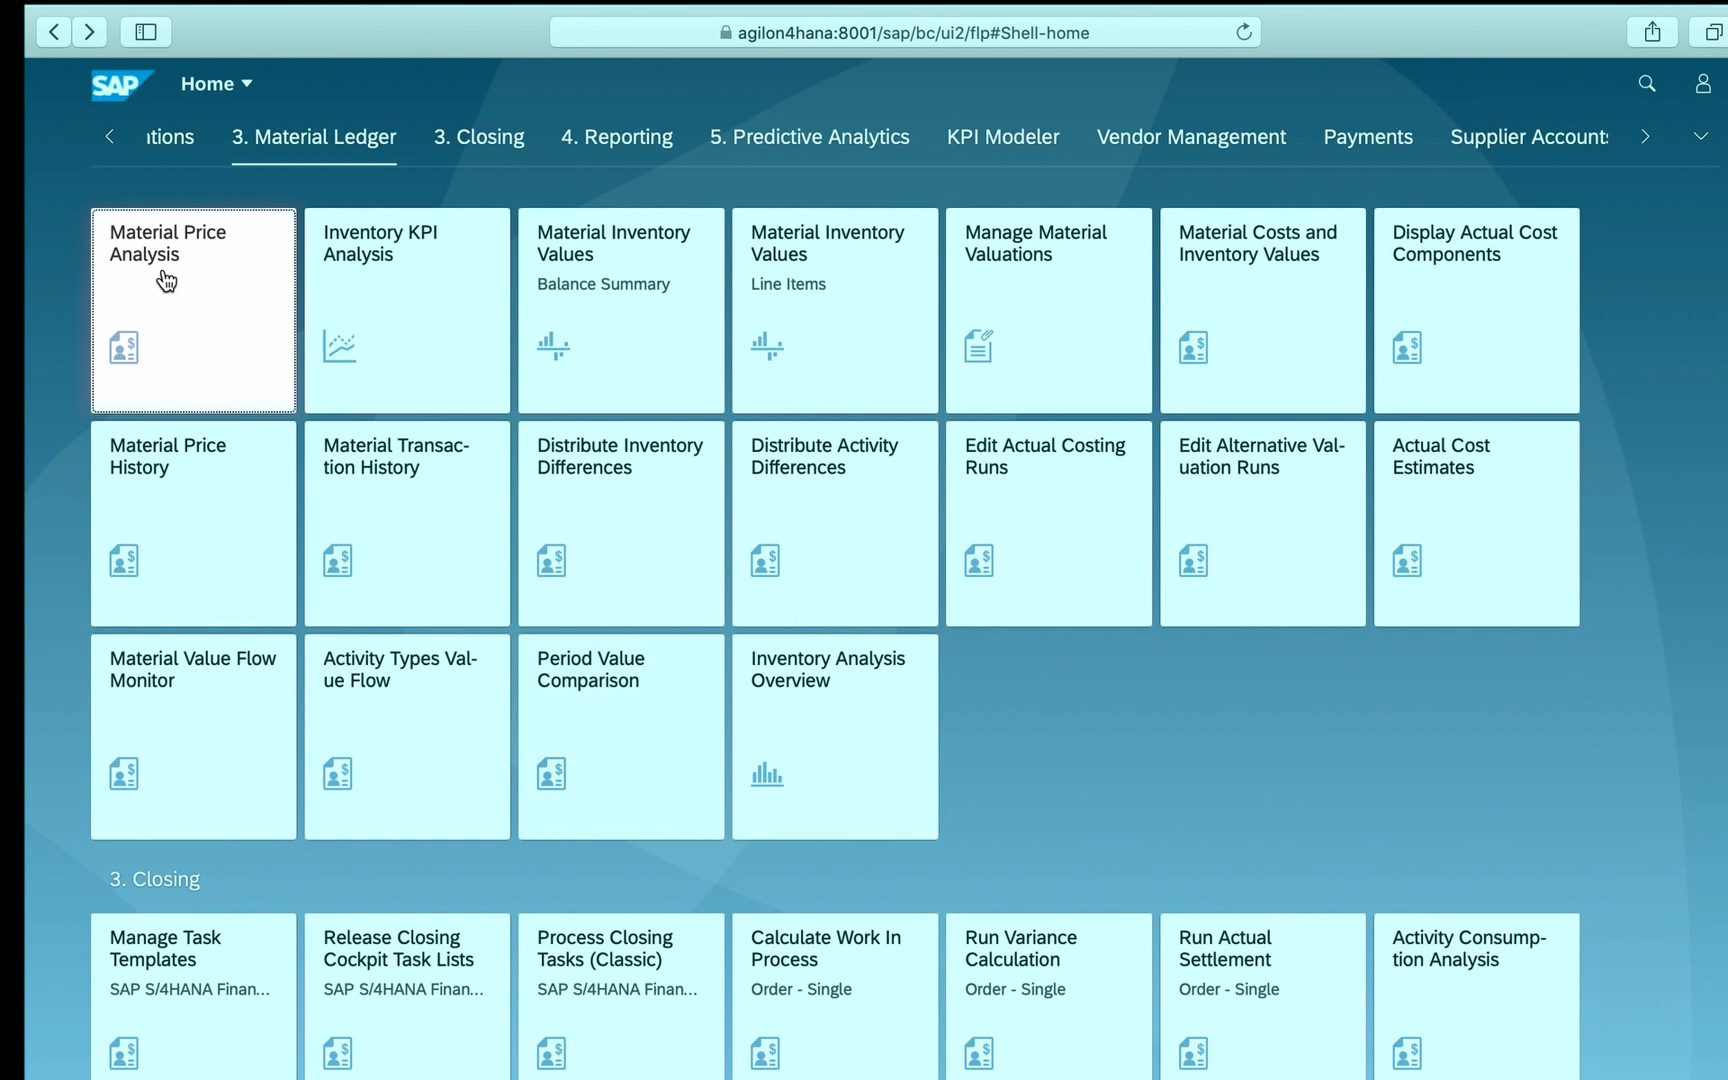 agilon4hana:8001/sap/bc/ui2/flp#Shell-home
SAP Home
ations 3. Material Ledger 3. Closing 4. Reporting 5. Predictive Analytics KPI Modeler Vendor Management Payments Supplier Accounts
Material Price
Analysis
Inventory KPI
Analysis
Material Inventory
Values
Balance Summary
Material Inventory
Values
Line Items
Manage Material
Valuations
Material Costs and
Inventory Values
Display Actual Cost
Components
Material Price
History
Material Transac-
tion History
Distribute Inventory
Differences
Distribute Activity
Differences
Edit Actual Costing
Runs
Edit Alternative Val-
uation Runs
Actual Cost
Estimates
Material Value Flow
Monitor
Activity Types Val-
ue Flow
Period Value
Comparison
Inventory Analysis
Overview
3. Closing
Manage Task
Templates
SAP S/4HANA Finan...
Release Closing
Cockpit Task Lists
SAP S/4HANA Finan...
Process Closing
Tasks (Classic)
SAP S/4HANA Finan...
Calculate Work In
Process
Order - Single
Run Variance
Calculation
Order - Single
Run Actual
Settlement
Order - Single
Activity Consump-
tion Analysis